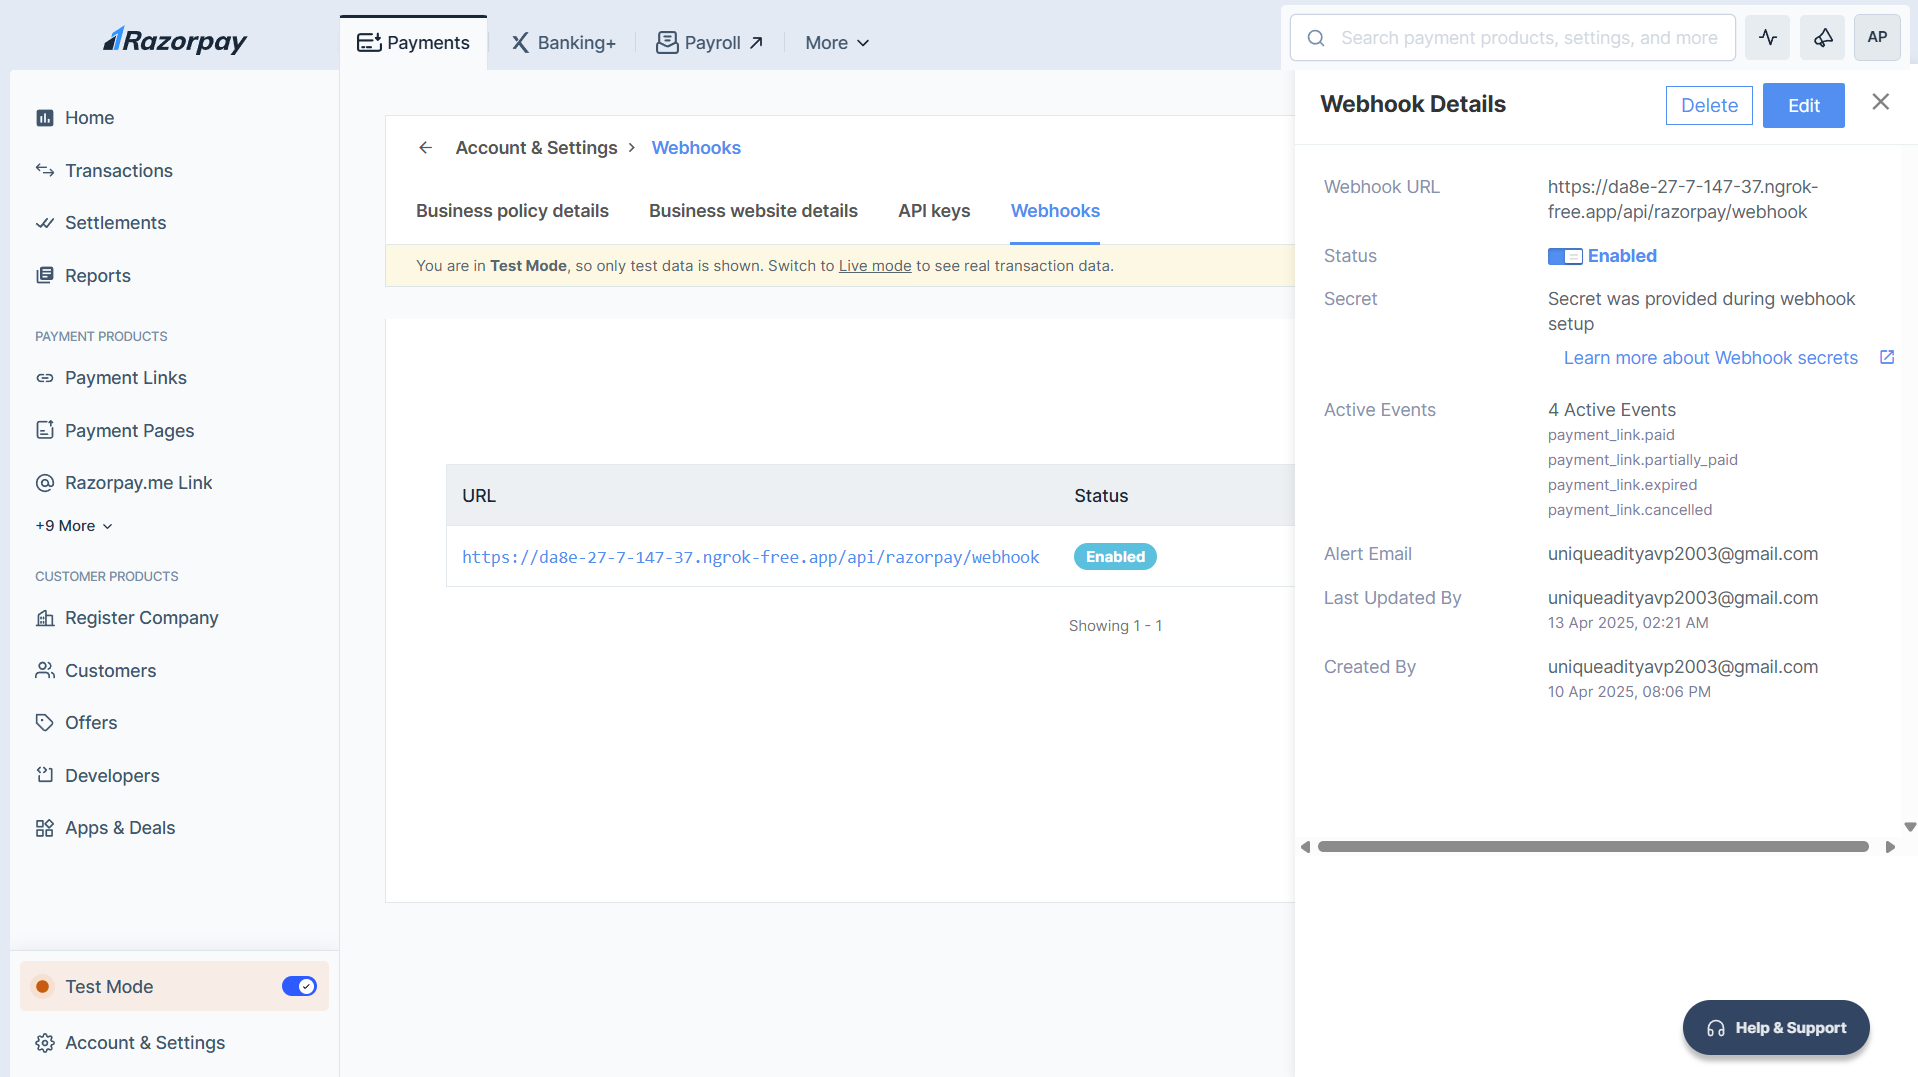 Razorpay
Payments
Banking+
Payroll
More
Search payment products, settings, and more
AP
Home
Transactions
Settlements
Reports
PAYMENT PRODUCTS
Payment Links
Payment Pages
Razorpay.me Link
+9 More
CUSTOMER PRODUCTS
Register Company
Customers
Offers
Developers
Apps & Deals
Test Mode
Account & Settings
Account & Settings > Webhooks
Business policy details
Business website details
API keys
Webhooks
You are in Test Mode, so only test data is shown. Switch to Live mode to see real transaction data.
URL
Status
https://da8e-27-7-147-37.ngrok-free.app/api/razorpay/webhook
Enabled
Showing 1 - 1
Webhook Details
Delete
Edit
Webhook URL
https://da8e-27-7-147-37.ngrok-
free.app/api/razorpay/webhook
Status
Enabled
Secret
Secret was provided during webhook
setup
Learn more about Webhook secrets
Active Events
4 Active Events
payment_link.paid
payment_link.partially_paid
payment_link.expired
payment_link.cancelled
Alert Email
uniqueadityavp2003@gmail.com
Last Updated By
uniqueadityavp2003@gmail.com
13 Apr 2025, 02:21 AM
Created By
uniqueadityavp2003@gmail.com
10 Apr 2025, 08:06 PM
Help & Support